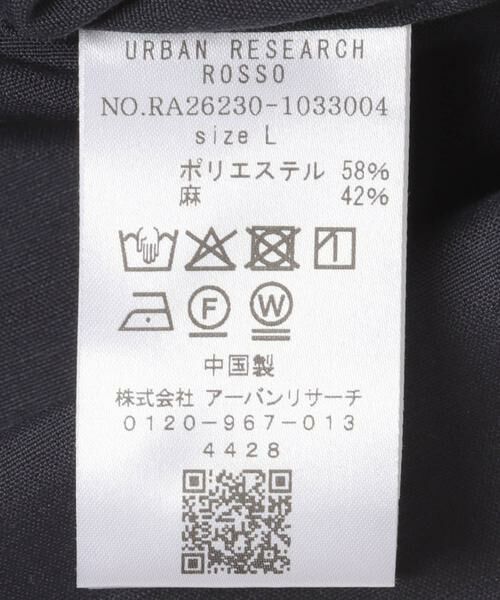 URBAN RESEARCH
ROSSO
NO.RA26230-1033004
size L
ポリエステル 58%
麻 42%
F W
中国製
株式会社 アーバンリサーチ
0120-967-013
4428